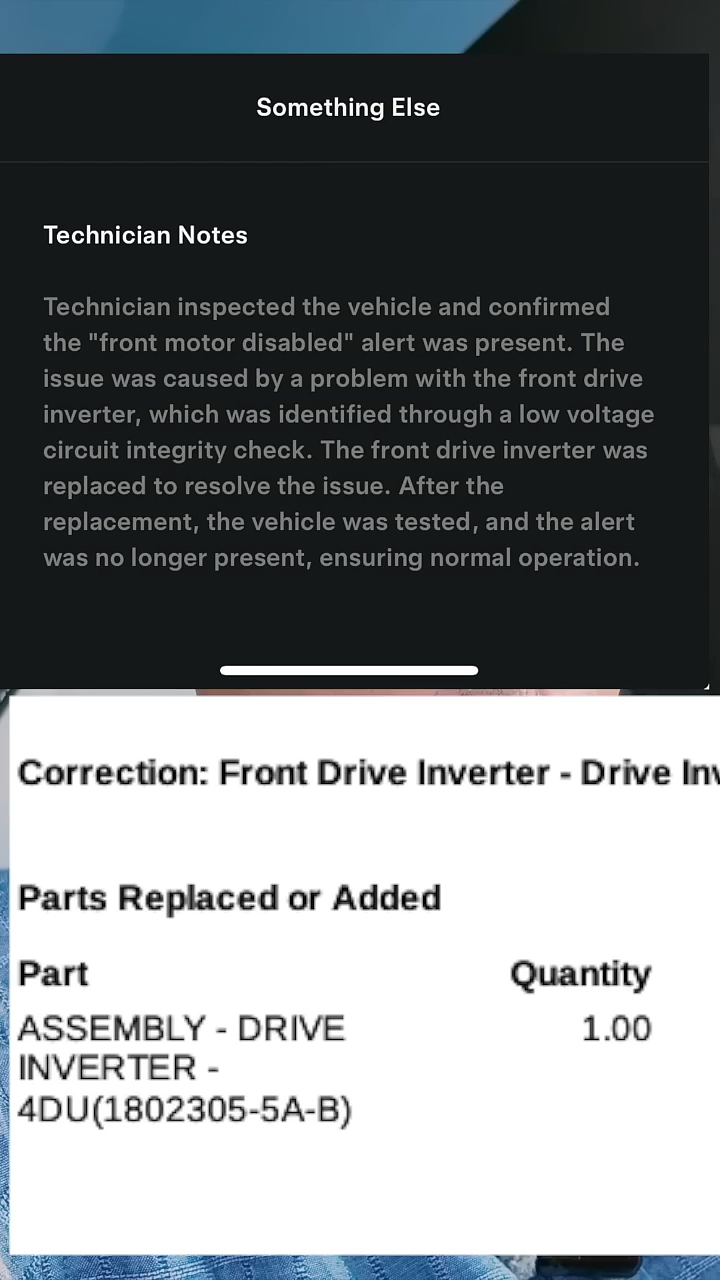 Something Else
Technician Notes
Technician inspected the vehicle and confirmed
the "front motor disabled" alert was present. The
issue was caused by a problem with the front drive
inverter, which was identified through a low voltage
circuit integrity check. The front drive inverter was
replaced to resolve the issue. After the
replacement, the vehicle was tested, and the alert
was no longer present, ensuring normal operation.
Correction: Front Drive Inverter - Drive
Parts Replaced or Added
Part Quantity
ASSEMBLY - DRIVE 1.00
INVERTER -
4DU(1802305-5A-B)